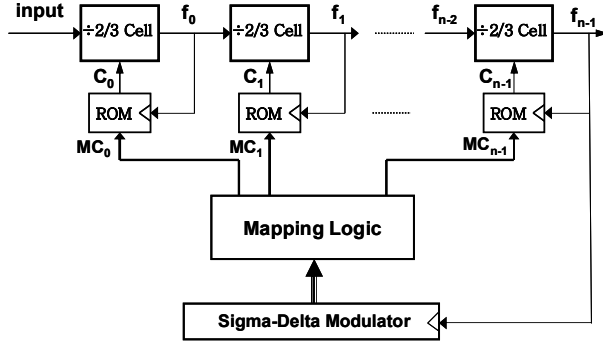 input
÷2/3 Cell
f0
÷2/3 Cell
f1
fn-2
÷2/3 Cell
fn-1
C0
C1
Cn-1
ROM
ROM
ROM
MC0
MC1
MCn-1
Mapping Logic
Sigma-Delta Modulator